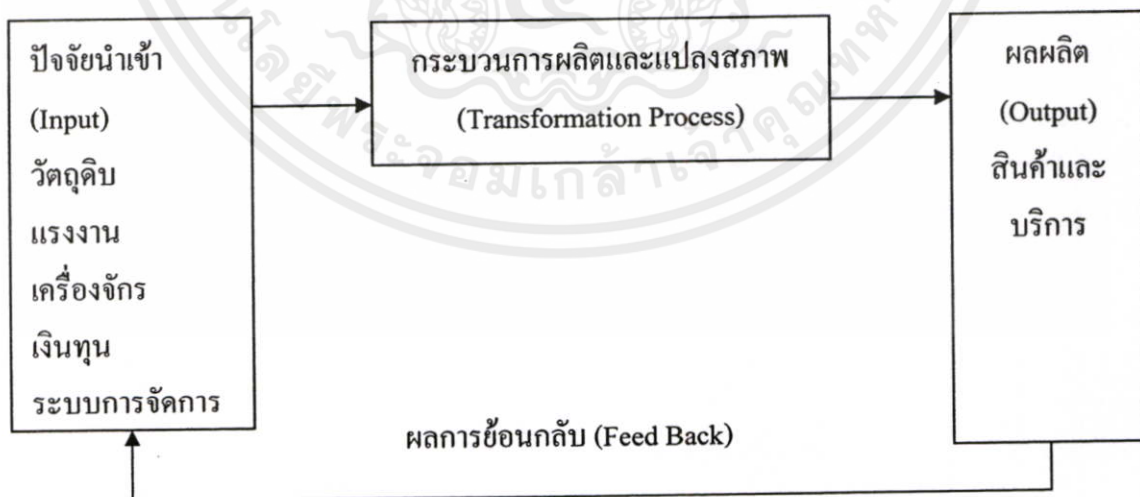 ปัจจัยนำเข้า
(Input)
วัตถุดิบ
แรงงาน
เครื่องจักร
เงินทุน
ระบบการจัดการ
กระบวนการผลิตและแปลงสภาพ
(Transformation Process)
ผลผลิต
(Output)
สินค้าและ
บริการ
ผลการย้อนกลับ (Feed Back)